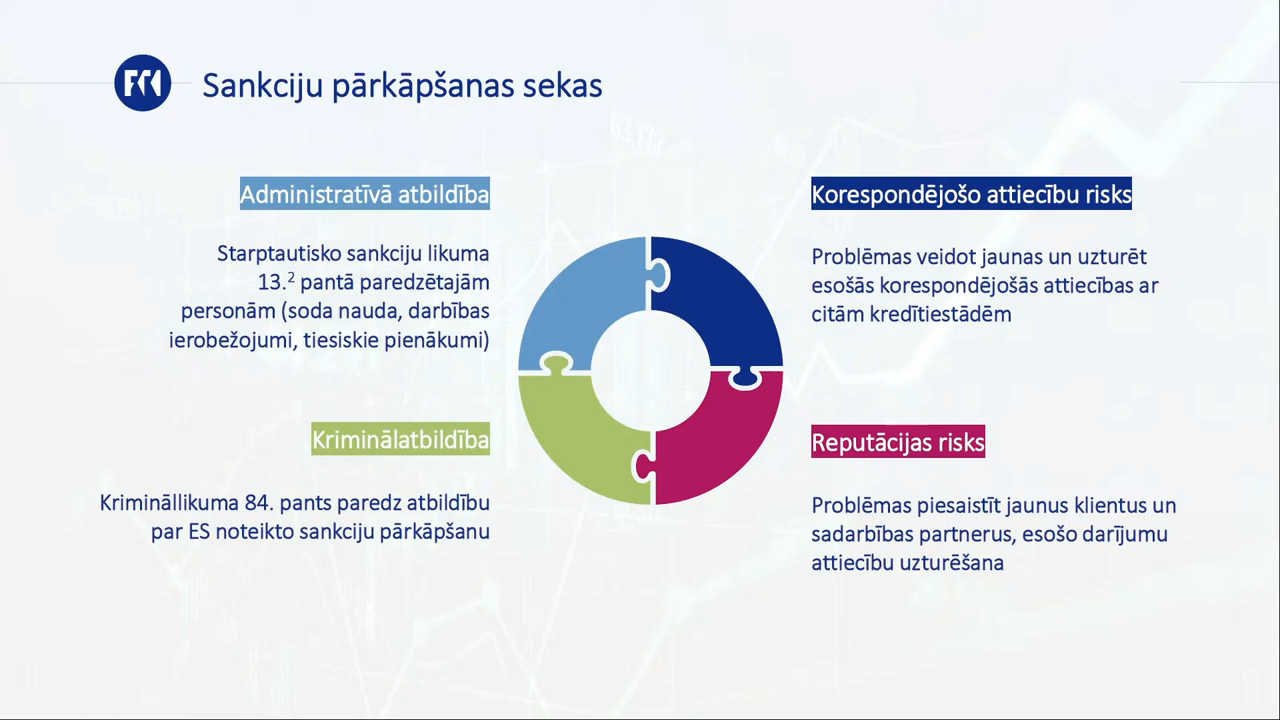 Sankciju pārkāpšanas sekas
Administratīvā atbildība
Starptautisko sankciju likuma
13.² pantā paredzētajām
personām (soda nauda, darbības
ierobežojumi, tiesiskie pienākumi)
Korespondējošo attiecību risks
Problēmas veidot jaunas un uzturēt
esošās korespondējošās attiecības ar
citām kredītiestādēm
Kriminālatbildība
Krimināllikuma 84. pants paredz atbildību
par ES noteikto sankciju pārkāpšanu
Reputācijas risks
Problēmas piesaistīt jaunus klientus un
sadarbības partnerus, esošo darījumu
attiecību uzturēšana